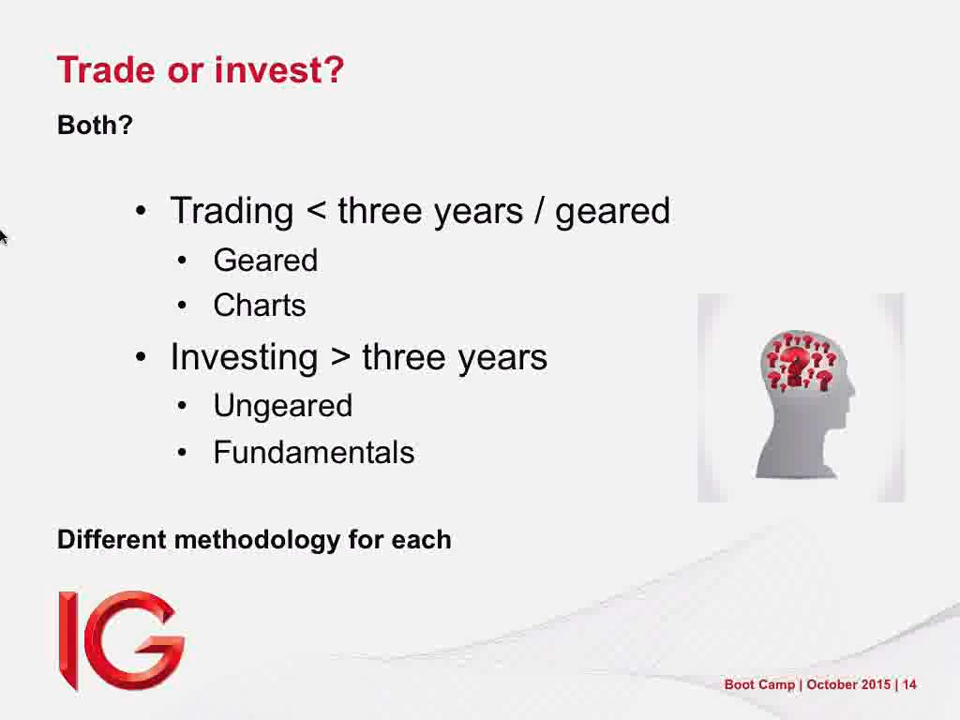 Trade or invest?
Both?
• Trading < three years / geared
• Geared
• Charts
• Investing > three years
• Ungeared
• Fundamentals
Different methodology for each
IG
Boot Camp | October 2015 | 14